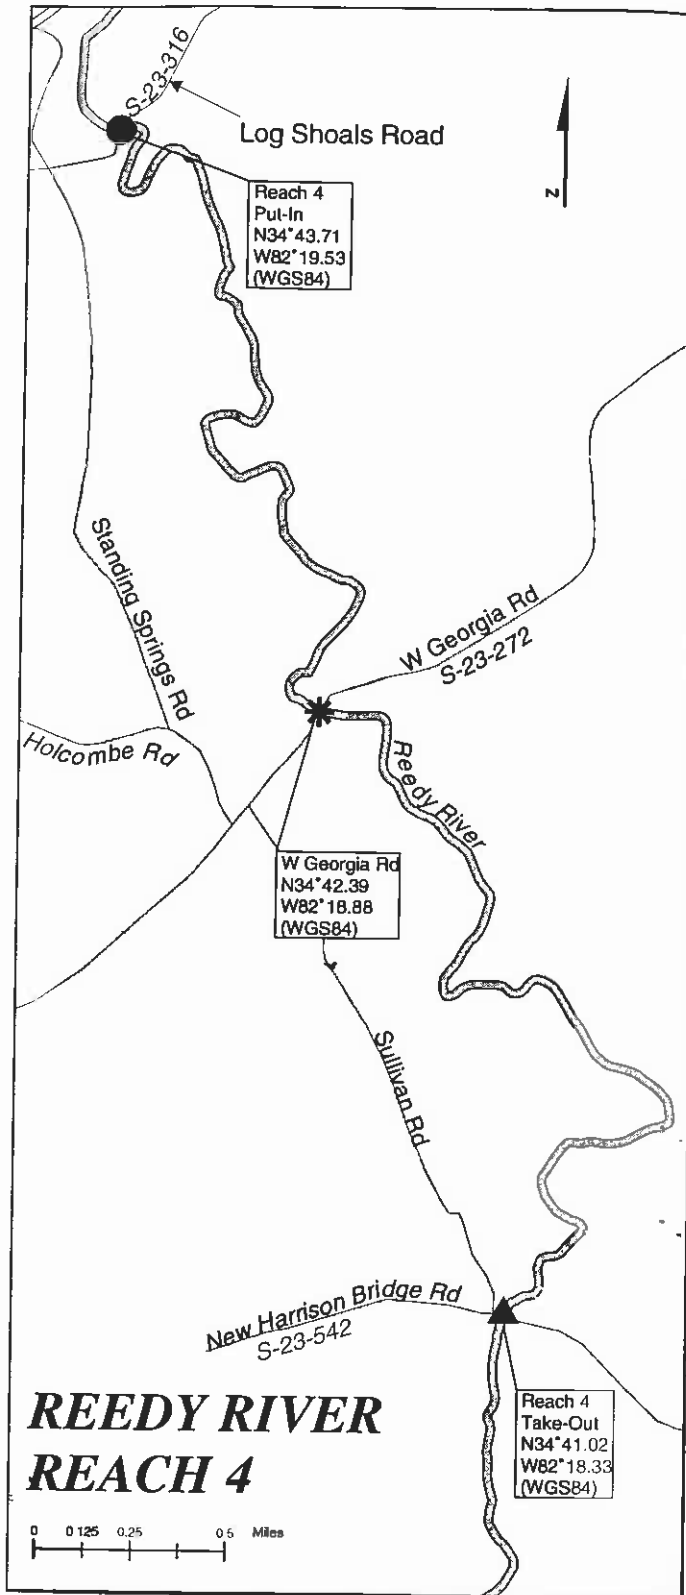 S-23-316
Log Shoals Road
Reach 4
Put-In
N34°43.71
W82°19.53
(WGS84)
z
Standing Springs Rd
W Georgia Rd
S-23-272
Holcombe Rd
Reedy River
W Georgia Rd
N34°42.39
W82°18.88
(WGS84)
Sullivan Rd
New Harrison Bridge Rd
S-23-542
Reach 4
Take-Out
N34°41.02
W82°18.33
(WGS84)
REEDY RIVER
REACH 4
0 0 125 0.25 0 5 Miles